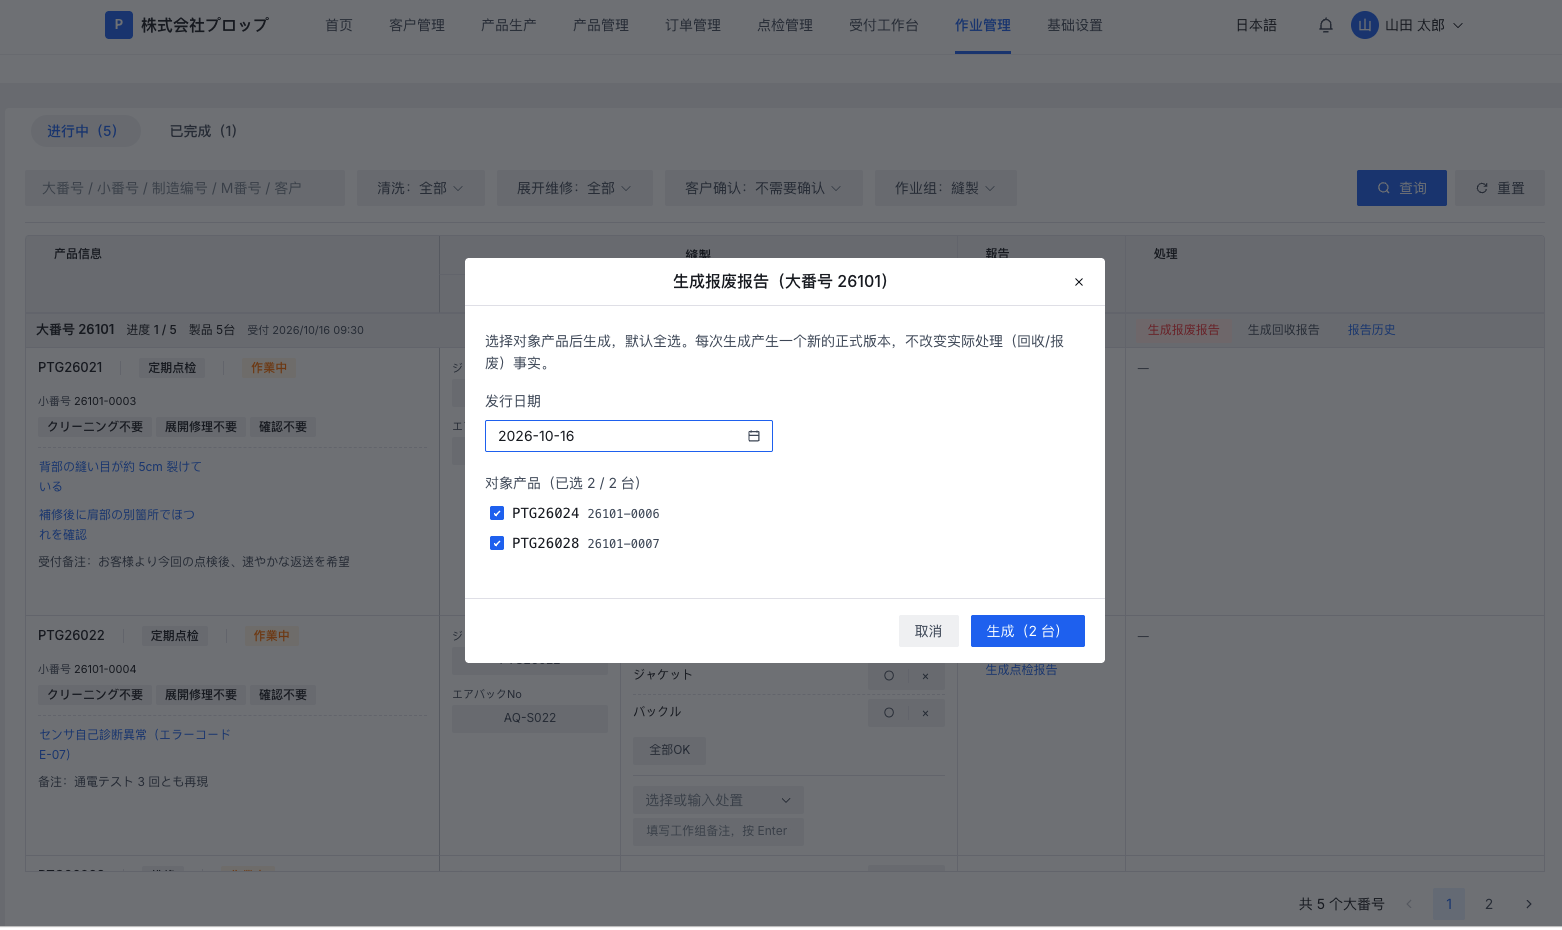 P 株式会社プロップ 首页 客户管理 产品生产 产品管理 订单管理 点检管理 受付工作台 作业管理 基础设置 日本語 山 山田 太郎
进行中（5） 已完成（1）
大番号 / 小番号 / 制造编号 / M番号 / 客户 清洗：全部 展开维修：全部 客户确认：不需要确认 作业组：縫製 查询 重置
产品信息 縫製 報告 处理
大番号 26101 进度 1 / 5 製品 5台 受付 2026/10/16 09:30 生成报废报告 生成回收报告 报告历史
PTG26021 定期点検 作業中 —
小番号 26101-0003
クリーニング不要 展開修理不要 確認不要
背部の縫い目が約 5cm 裂けて
いる
補修後に肩部の別箇所でほつ
れを確認
受付备注：お客様より今回の点検後、速やかな返送を希望
生成报废报告（大番号 26101） ×
选择对象产品后生成，默认全选。每次生成产生一个新的正式版本，不改变实际处理（回收/报
废）事实。
发行日期
2026-10-16
对象产品（已选 2 / 2 台）
PTG26024 26101-0006
PTG26028 26101-0007
取消 生成（2 台）
PTG26022 定期点検 作業中 —
小番号 26101-0004
クリーニング不要 展開修理不要 確認不要
センサ自己診断異常（エラーコード
E-07)
备注：通電テスト 3 回とも再現
エアバックNo
AQ-S022
ジャケット ○ ×
バックル ○ ×
全部OK
选择或输入处置
填写工作组备注，按 Enter
生成点检报告
共 5 个大番号 1 2